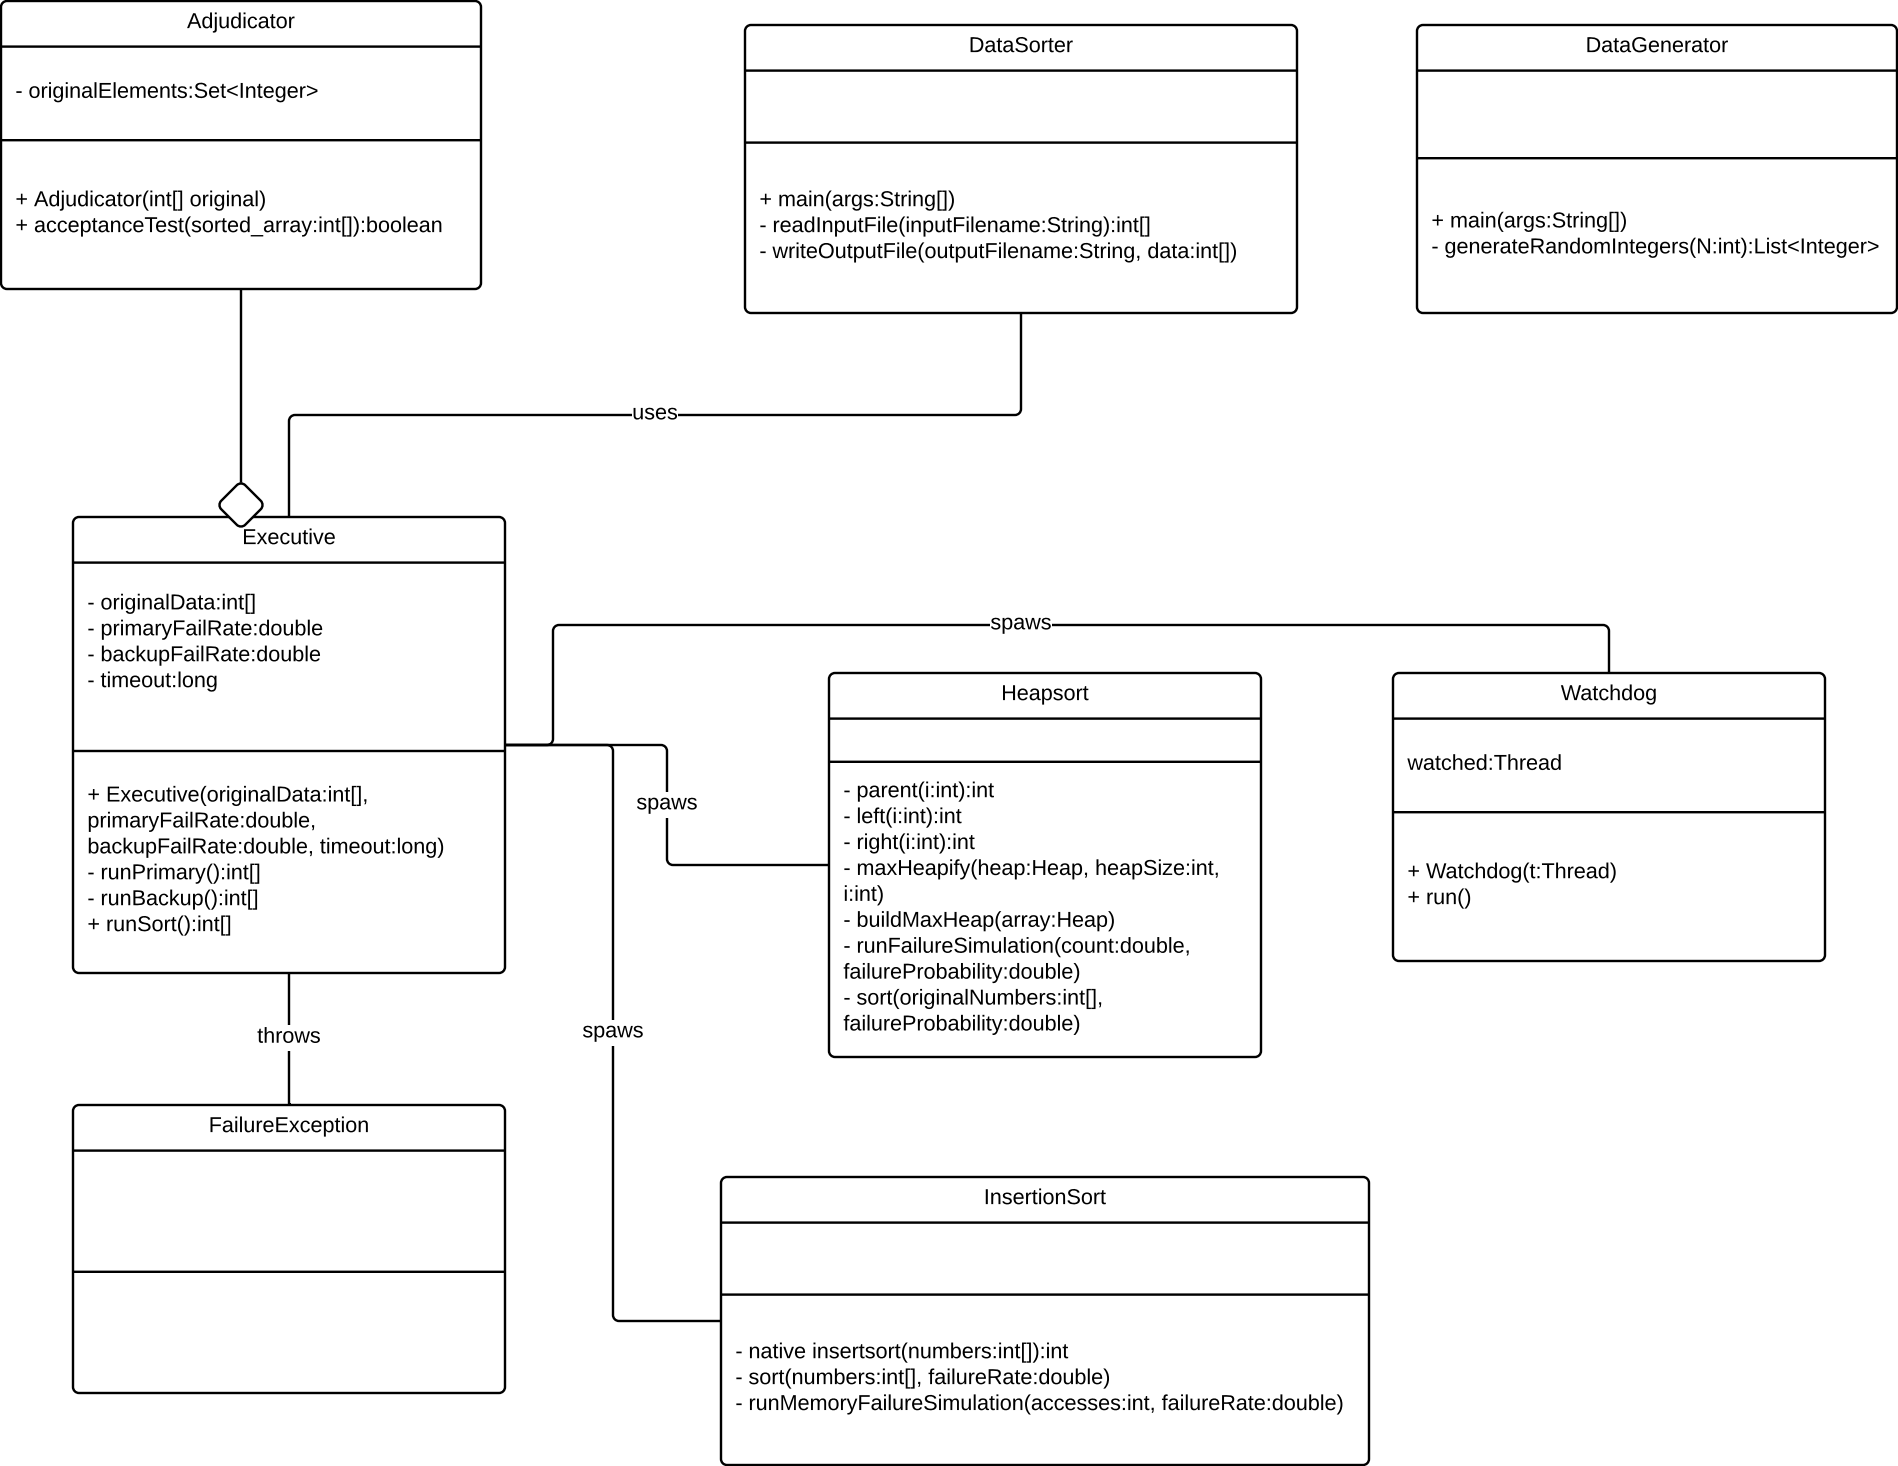 Adjudicator
- originalElements:Set<Integer>
+ Adjudicator(int[] original)
+ acceptanceTest(sorted_array:int[]):boolean
DataSorter
+ main(args:String[])
- readInputFile(inputFilename:String):int[]
- writeOutputFile(outputFilename:String, data:int[])
DataGenerator
+ main(args:String[])
- generateRandomIntegers(N:int):List<Integer>
uses
Executive
- originalData:int[]
- primaryFailRate:double
- backupFailRate:double
- timeout:long
+ Executive(originalData:int[],
primaryFailRate:double,
backupFailRate:double, timeout:long)
- runPrimary():int[]
- runBackup():int[]
+ runSort():int[]
spaws
spaws
spaws
Heapsort
- parent(i:int):int
- left(i:int):int
- right(i:int):int
- maxHeapify(heap:Heap, heapSize:int,
i:int)
- buildMaxHeap(array:Heap)
- runFailureSimulation(count:double,
failureProbability:double)
- sort(originalNumbers:int[],
failureProbability:double)
Watchdog
watched:Thread
+ Watchdog(t:Thread)
+ run()
throws
FailureException
InsertionSort
- native insertsort(numbers:int[]):int
- sort(numbers:int[], failureRate:double)
- runMemoryFailureSimulation(accesses:int, failureRate:double)